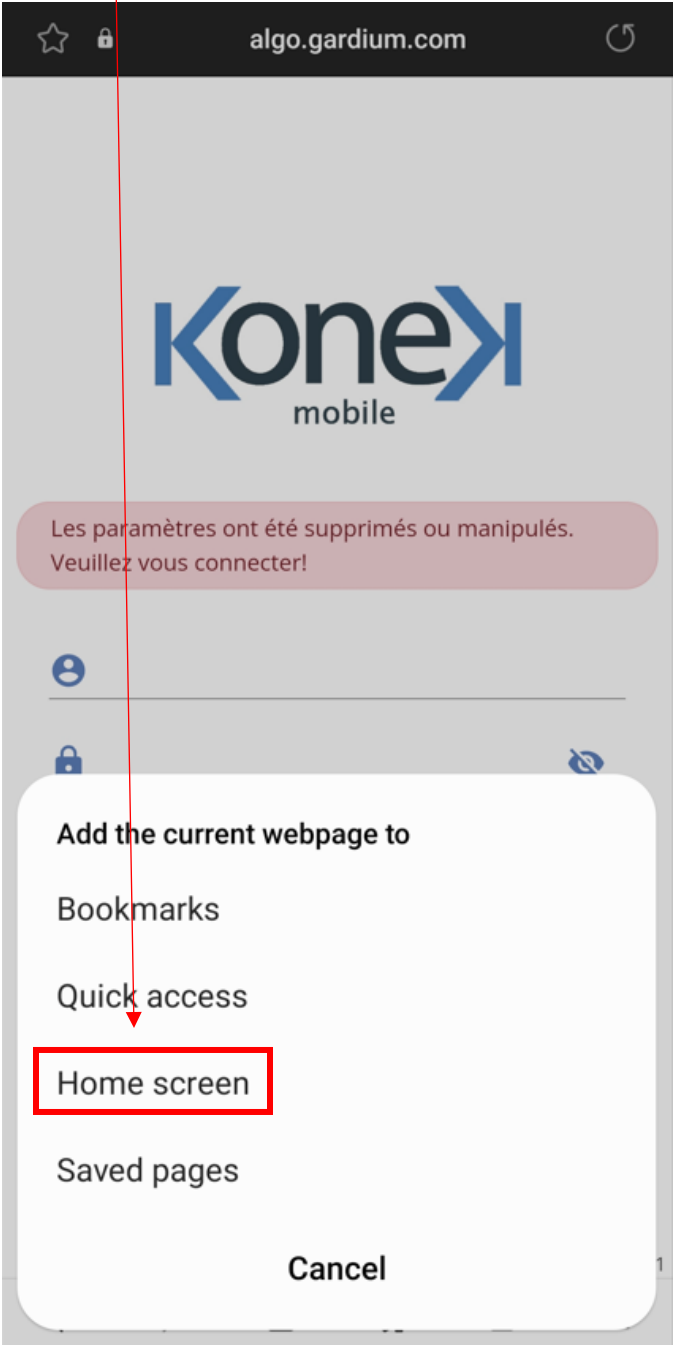 algo.gardium.com
Konek
mobile
Les paramètres ont été supprimés ou manipulés.
Veuillez vous connecter!
Add the current webpage to
Bookmarks
Quick access
Home screen
Saved pages
Cancel
1